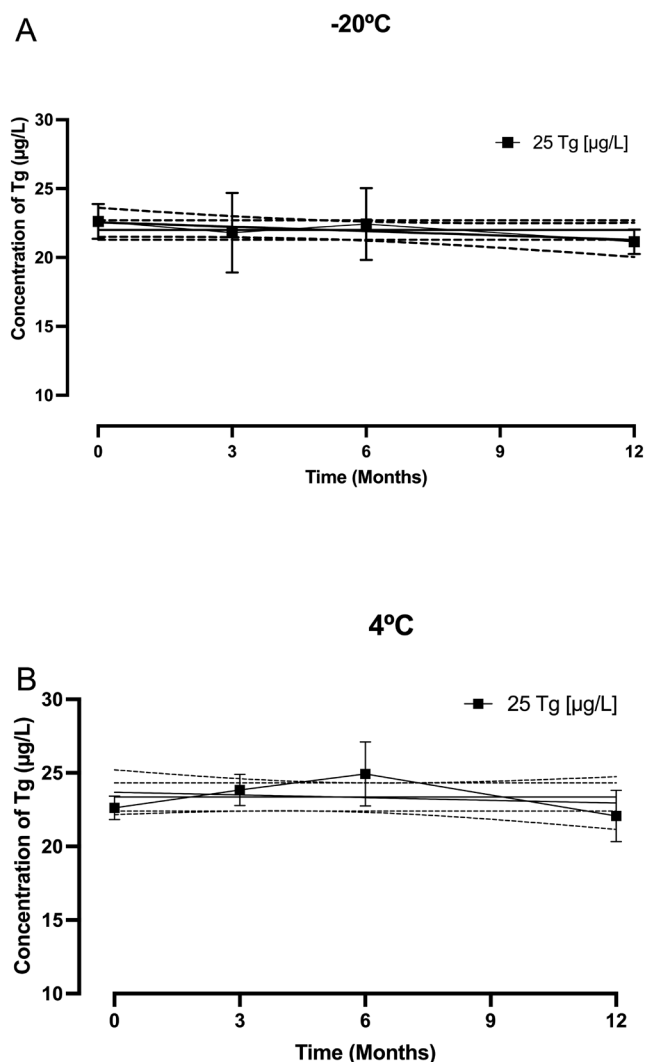 A
-20ºC
30
25
20
15
10
Concentration of Tg (µg/L)
25 Tg [µg/L]
0 3 6 9 12
Time (Months)
4ºC
B
30
25
20
15
10
Concentration of Tg (µg/L)
25 Tg [µg/L]
0 3 6 9 12
Time (Months)